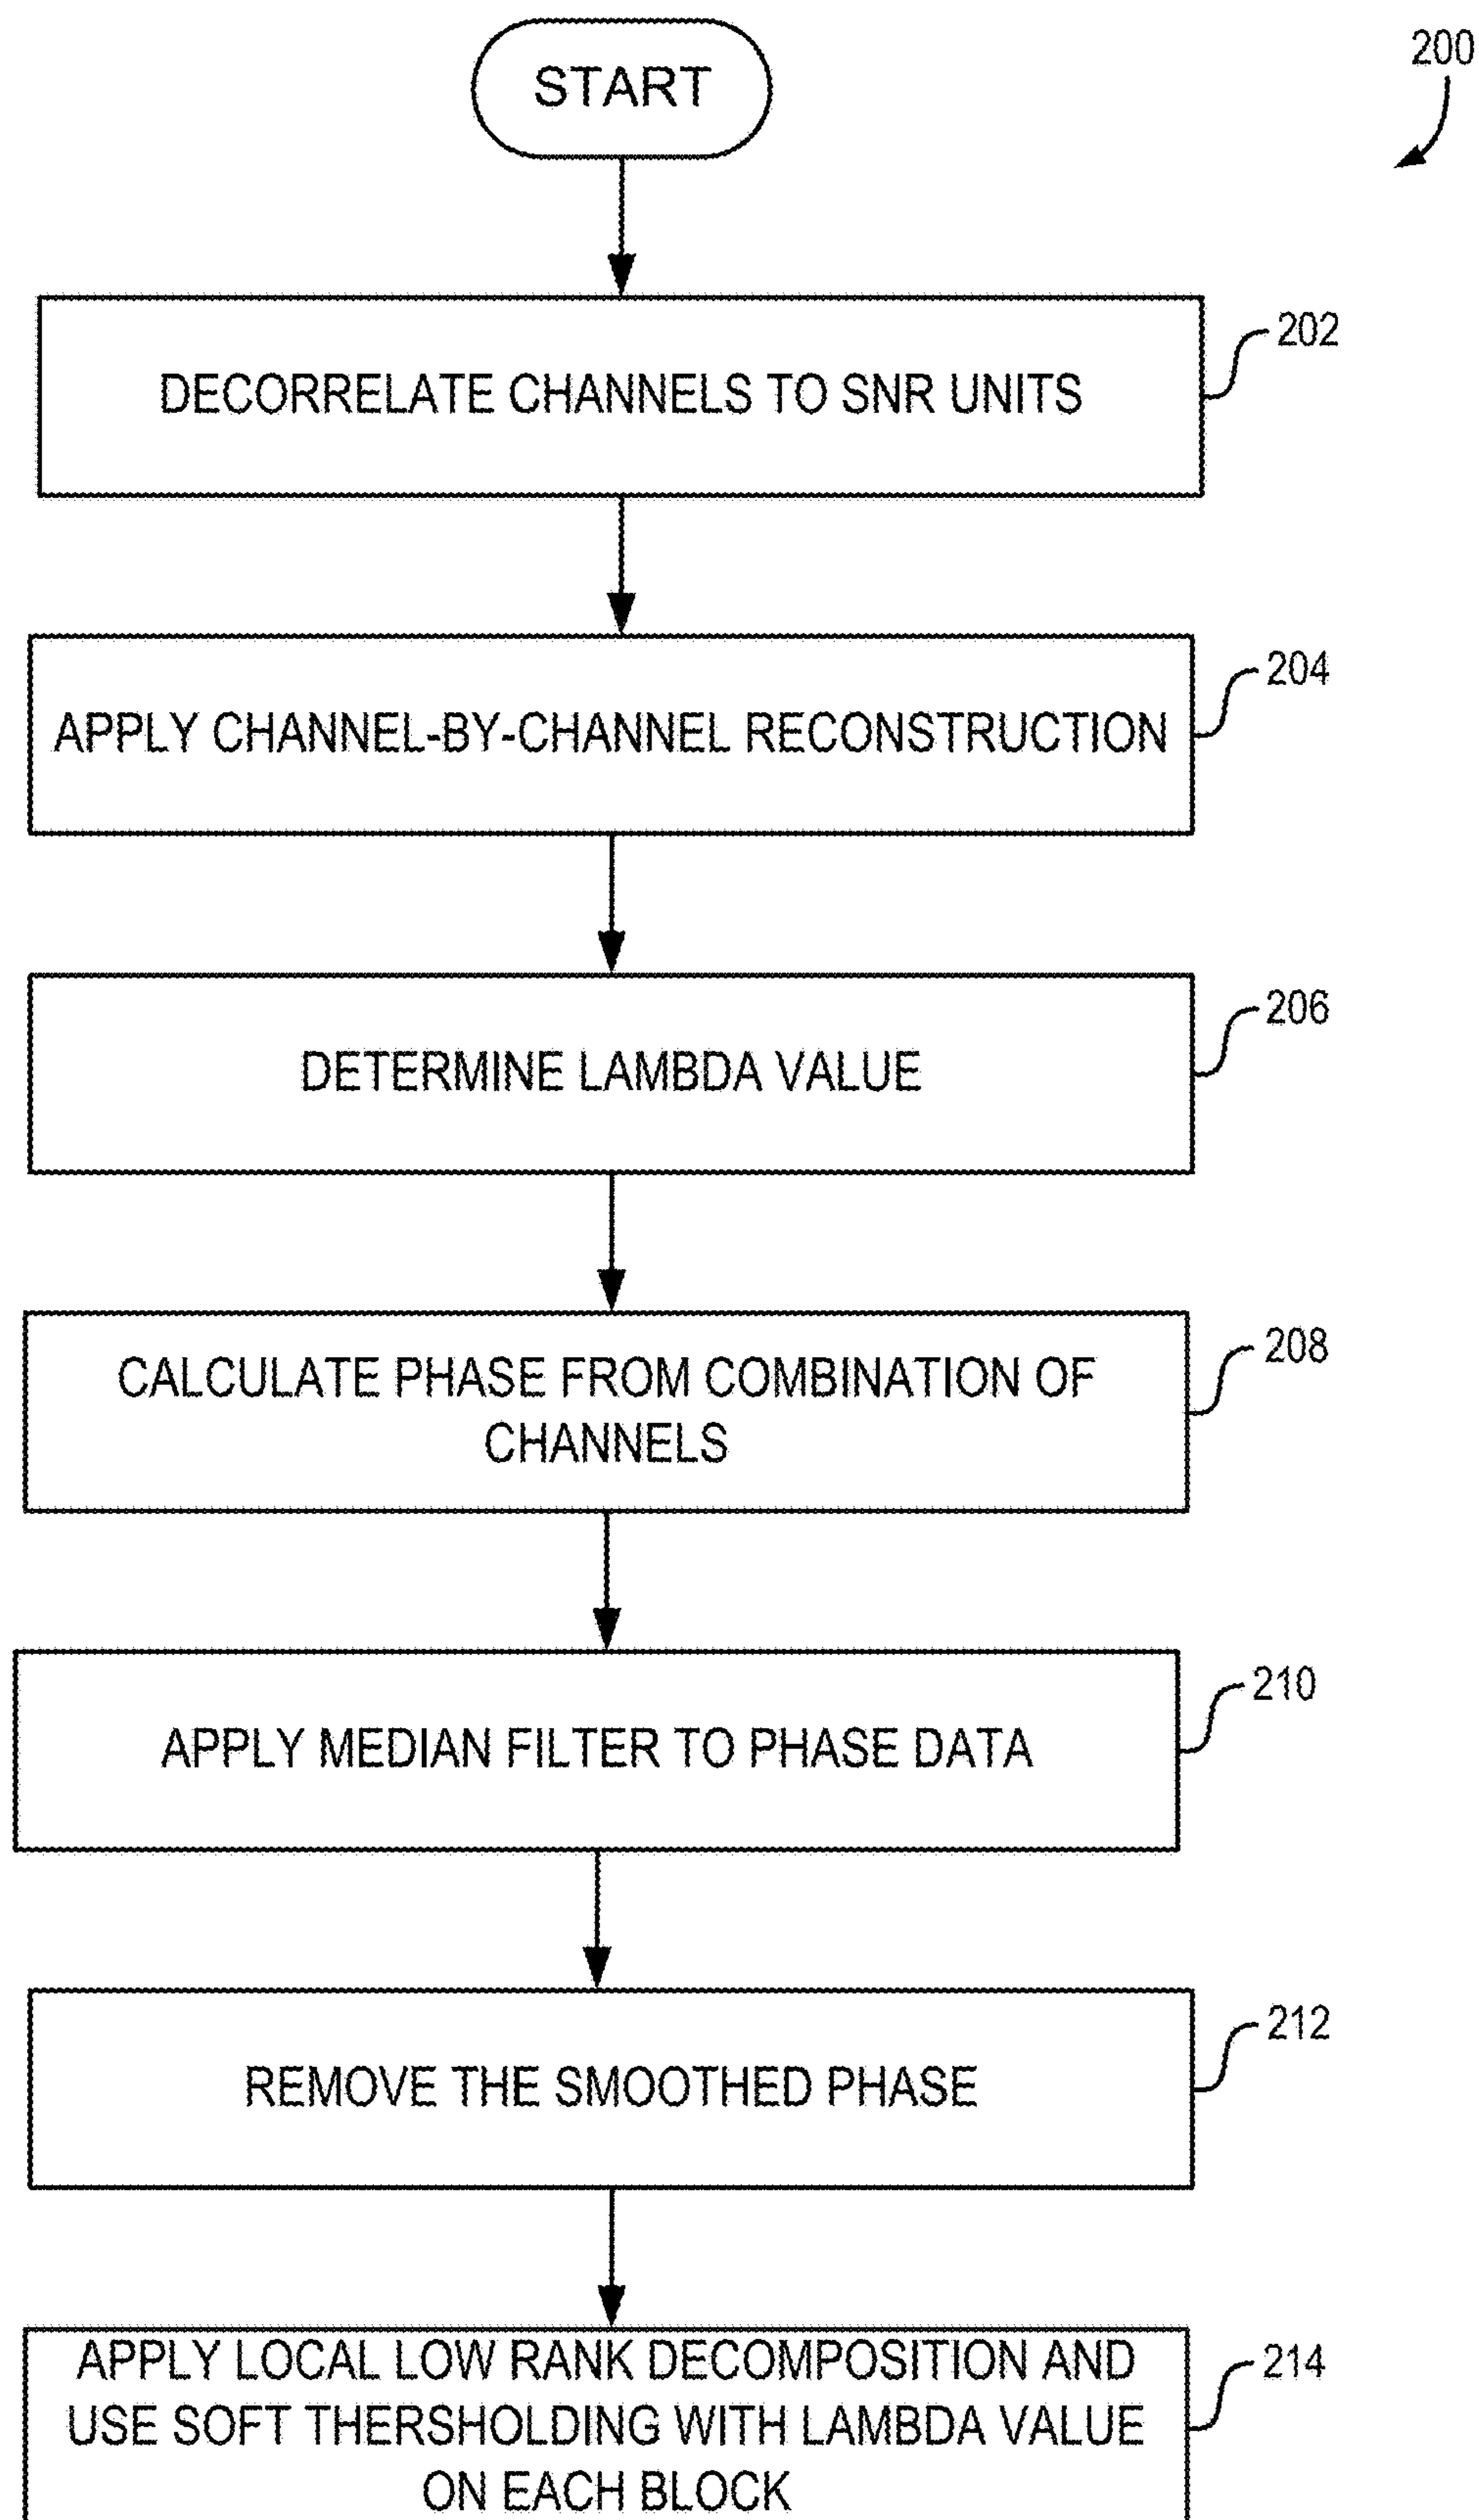 START
200
DECORRELATE CHANNELS TO SNR UNITS
202
APPLY CHANNEL-BY-CHANNEL RECONSTRUCTION
204
DETERMINE LAMBDA VALUE
206
CALCULATE PHASE FROM COMBINATION OF
CHANNELS
208
APPLY MEDIAN FILTER TO PHASE DATA
210
REMOVE THE SMOOTHED PHASE
212
APPLY LOCAL LOW RANK DECOMPOSITION AND
USE SOFT THERSHOLDING WITH LAMBDA VALUE
ON EACH BLOCK
214